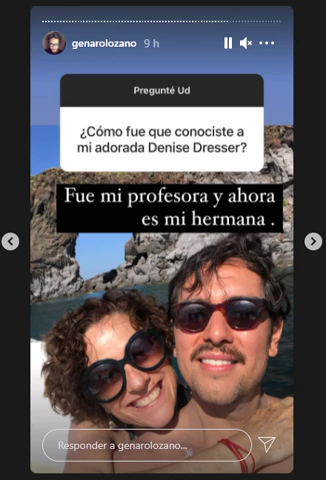 genarolozano 9 h
Pregunté Ud
¿Cómo fue que conociste a
mi adorada Denise Dresser?
Fue mi profesora y ahora
es mi hermana .
Responder a genarolozano...